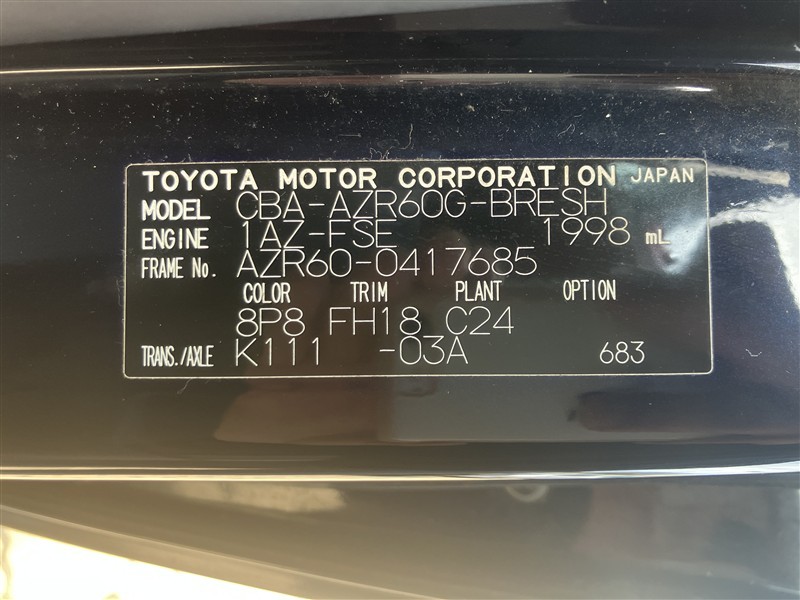 TOYOTA MOTOR CORPORATION JAPAN
MODEL CBA-AZR60G-BRESH
ENGINE 1AZ-FSE 1998 mL
FRAME No. AZR60-0417685
COLOR TRIM PLANT OPTION
8P8 FH18 C24
TRANS./AXLE K111 -03A 683